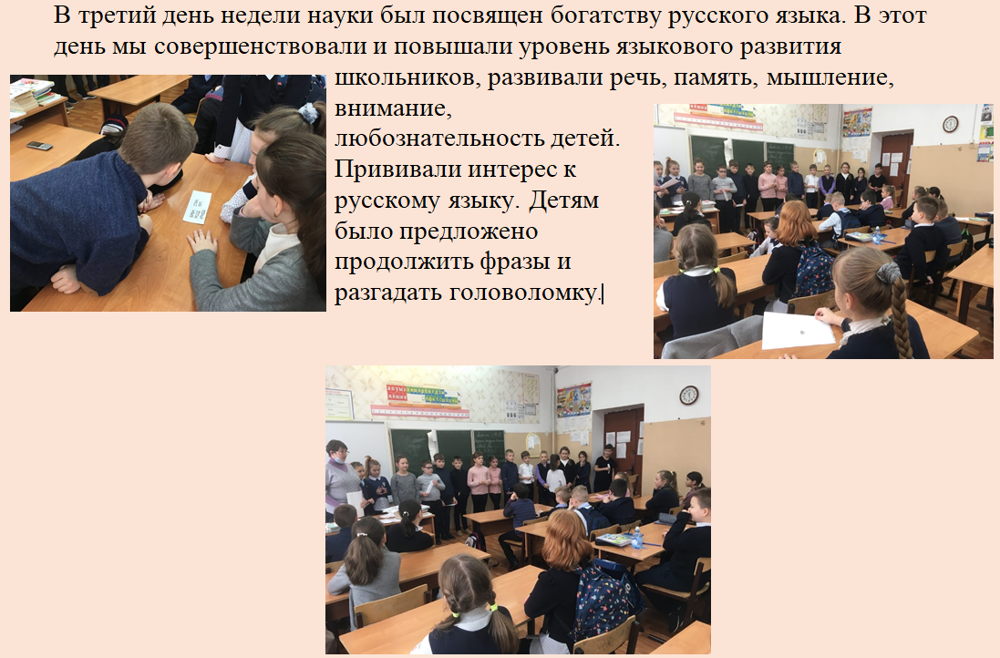 В третий день недели науки был посвящен богатству русского языка. В этот
день мы совершенствовали и повышали уровень языкового развития
школьников, развивали речь, память, мышление,
внимание,
любознательность детей.
Прививали интерес к
русскому языку. Детям
было предложено
продолжить фразы и
разгадать головоломку.